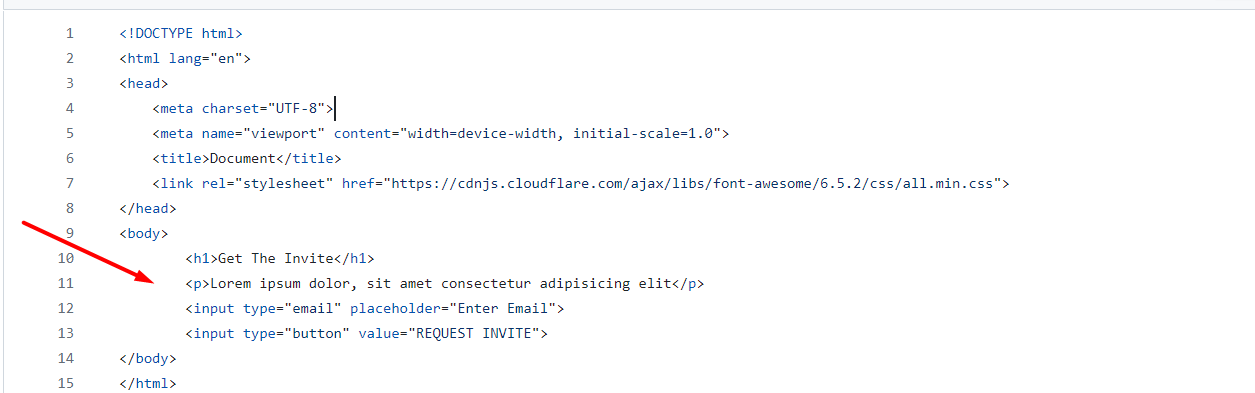 1 <!DOCTYPE html>
2 <html lang="en">
3 <head>
4     <meta charset="UTF-8">
5     <meta name="viewport" content="width=device-width, initial-scale=1.0">
6     <title>Document</title>
7     <link rel="stylesheet" href="https://cdnjs.cloudflare.com/ajax/libs/font-awesome/6.5.2/css/all.min.css">
8 </head>
9 <body>
10         <h1>Get The Invite</h1>
11         <p>Lorem ipsum dolor, sit amet consectetur adipisicing elit</p>
12         <input type="email" placeholder="Enter Email">
13         <input type="button" value="REQUEST INVITE">
14 </body>
15 </html>